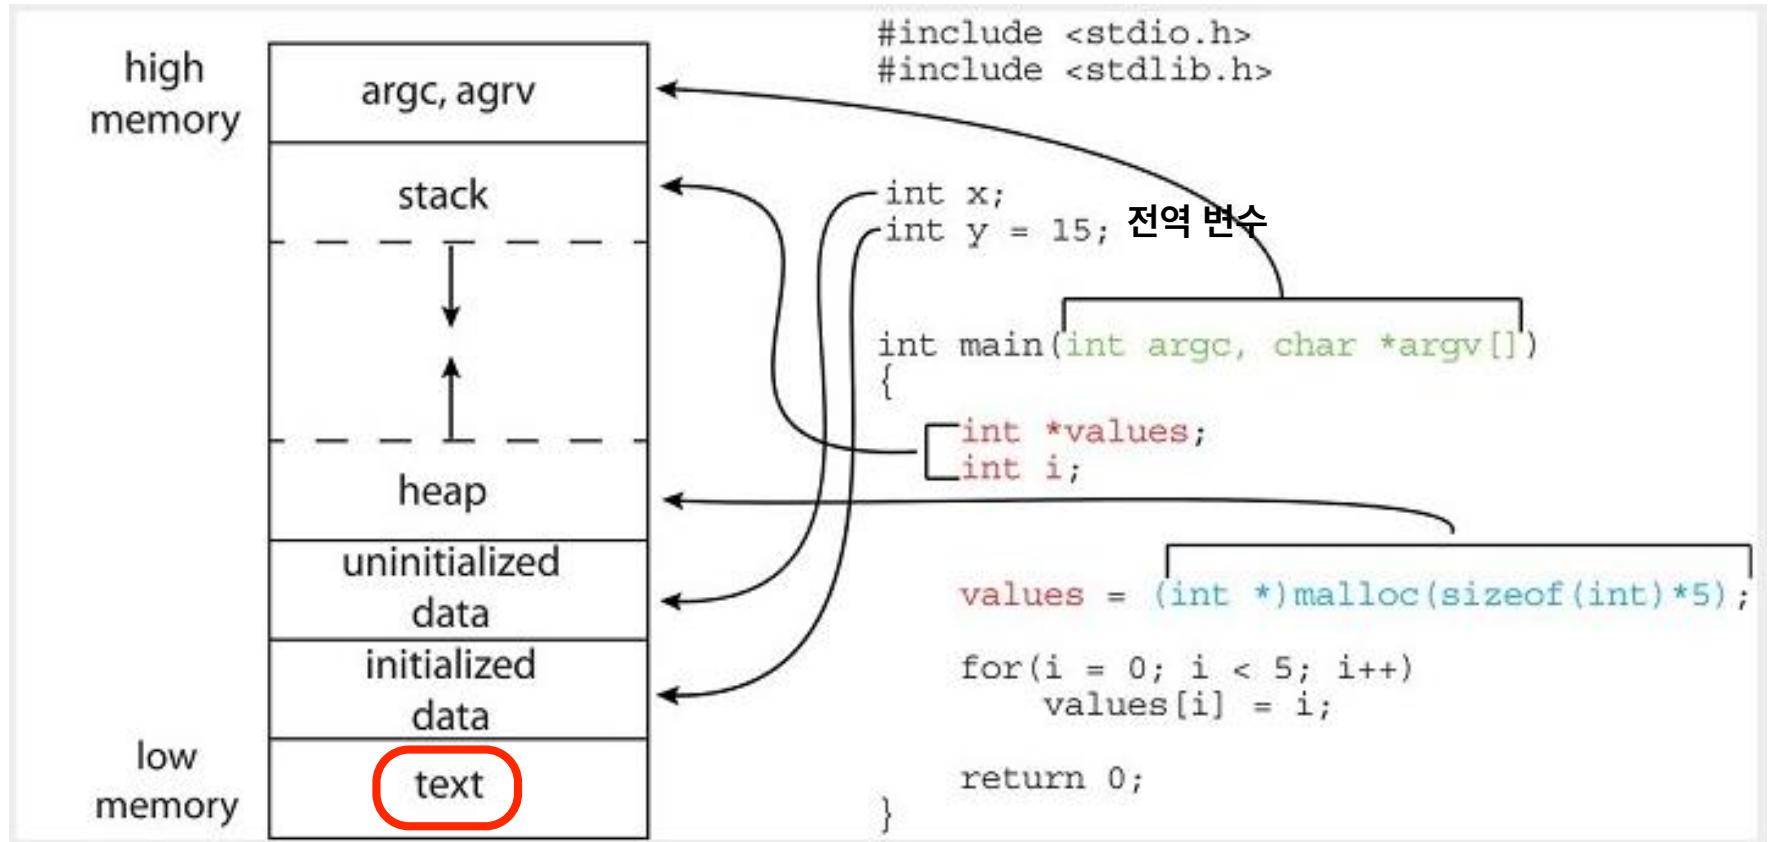 high
memory
argc, agrv
stack
heap
uninitialized
data
initialized
data
low
memory
text
#include <stdio.h>
#include <stdlib.h>
int x;
int y = 15; 전역 변수
int main(int argc, char *argv[])
{
int *values;
int i;
values = (int *)malloc(sizeof(int)*5);
for(i = 0; i < 5; i++)
values[i] = i;
return 0;
}